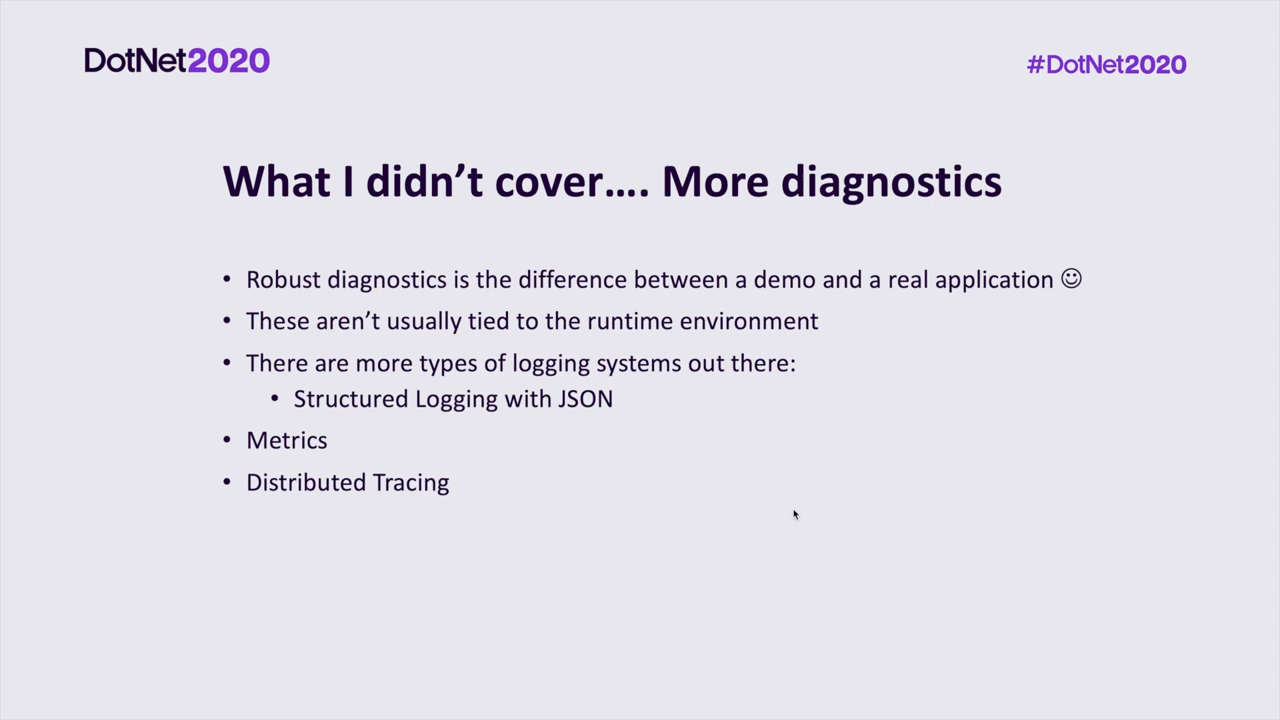 DotNet2020
#DotNet2020
What I didn’t cover…. More diagnostics
• Robust diagnostics is the difference between a demo and a real application ☺
• These aren’t usually tied to the runtime environment
• There are more types of logging systems out there:
• Structured Logging with JSON
• Metrics
• Distributed Tracing